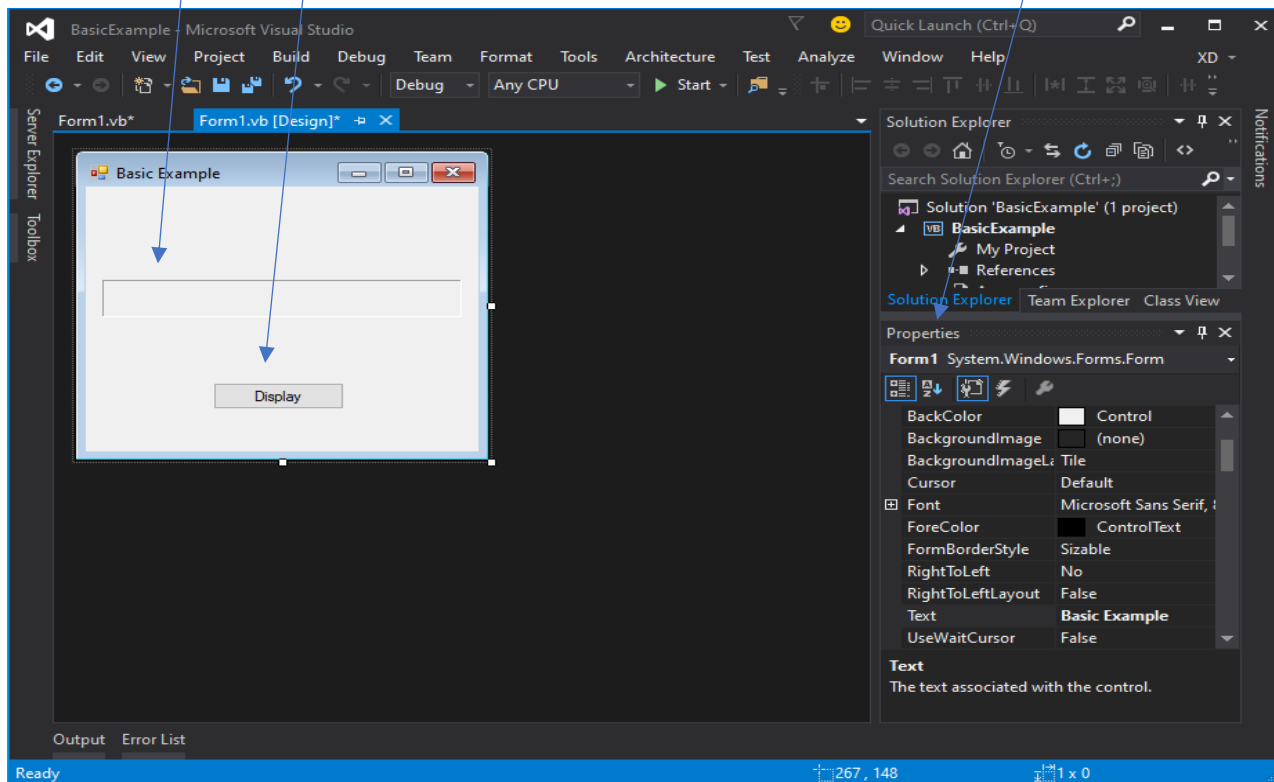 BasicExample - Microsoft Visual Studio
Quick Launch (Ctrl+Q)
File Edit View Project Build Debug Team Format Tools Architecture Test Analyze Window Help XD
Debug Any CPU Start
Server Explorer
Toolbox
Form1.vb*
Form1.vb [Design]*
Basic Example
Display
Solution Explorer
Search Solution Explorer (Ctrl+;)
Solution 'BasicExample' (1 project)
VB BasicExample
My Project
References
Solution Explorer Team Explorer Class View
Properties
Form1 System.Windows.Forms.Form
BackColor Control
BackgroundImage (none)
BackgroundImageLa Tile
Cursor Default
Font Microsoft Sans Serif,
ForeColor ControlText
FormBorderStyle Sizable
RightToLeft No
RightToLeftLayout False
Text Basic Example
UseWaitCursor False
Text
The text associated with the control.
Notifications
Output Error List
Ready
267 , 148
1 x 0